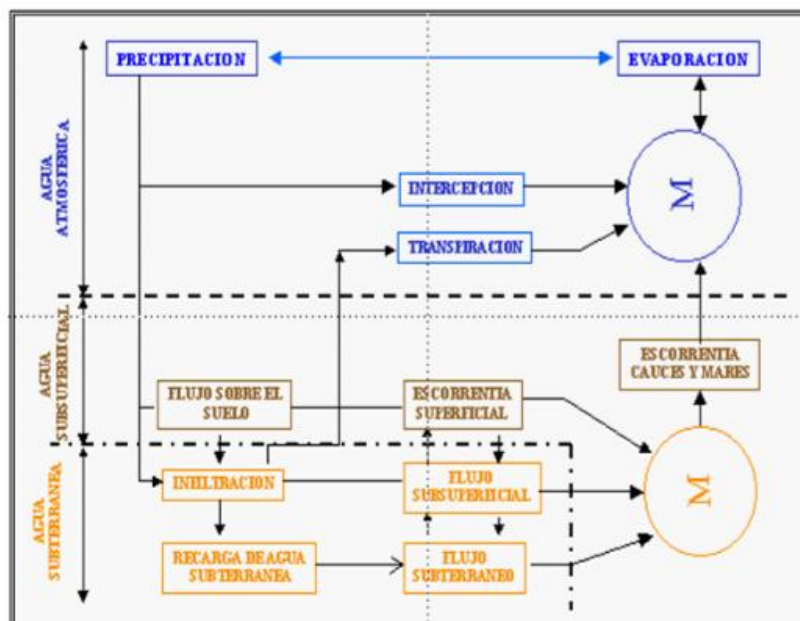 PRECIPITACION
EVAPORACION
AGUA
ATMOSFERICA
M
INTERCEPCION
TRANSPIRACION
AGUA
SUBSUPERFICIAL
ESCORRENTIA
CAUCES Y MARES
FLUJO SOBRE EL
SUELO
ESCORRENTIA
SUPERFICIAL
AGUA
SUBTERRANEA
INFILTRACION
FLUJO
SUBSUPERFICIAL
M
RECARGA DE AGUA
SUBTERRANEA
FLUJO
SUBTERRANEO